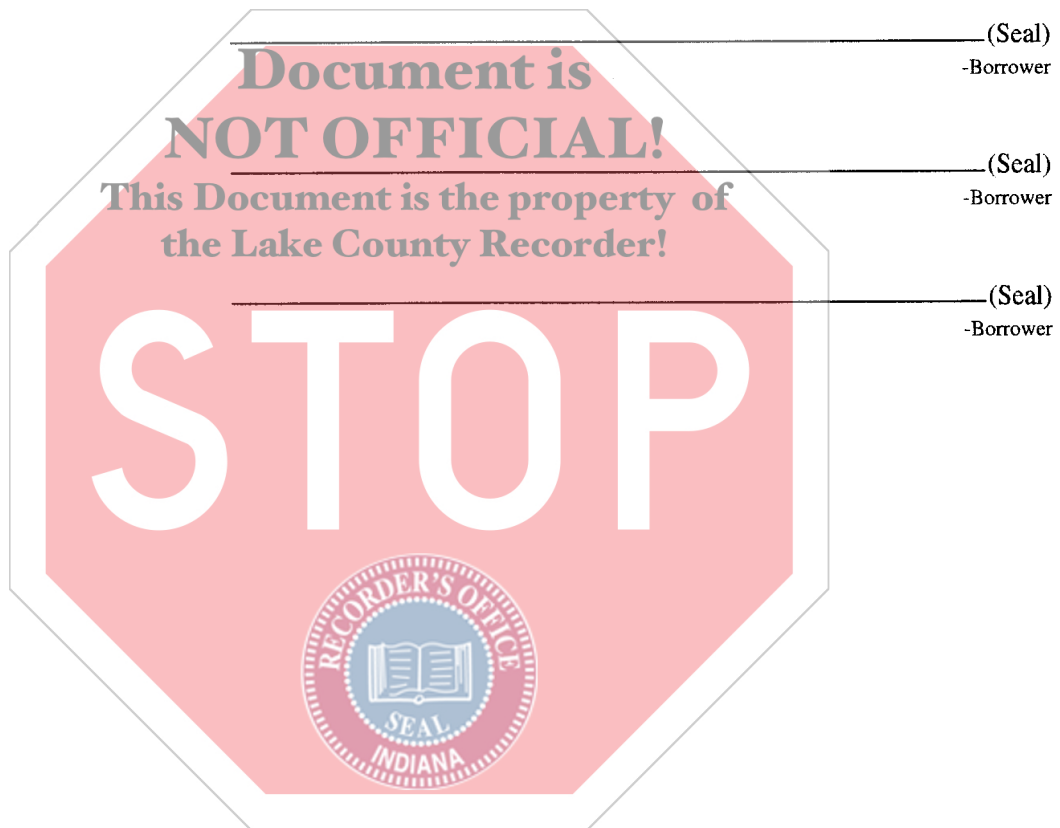 (Seal)
-Borrower
Document is
NOT OFFICIAL!
(Seal)
-Borrower
This Document is the property of
the Lake County Recorder!
(Seal)
-Borrower
STOP
RECORDER'S OFFICE
SEAL
INDIANA